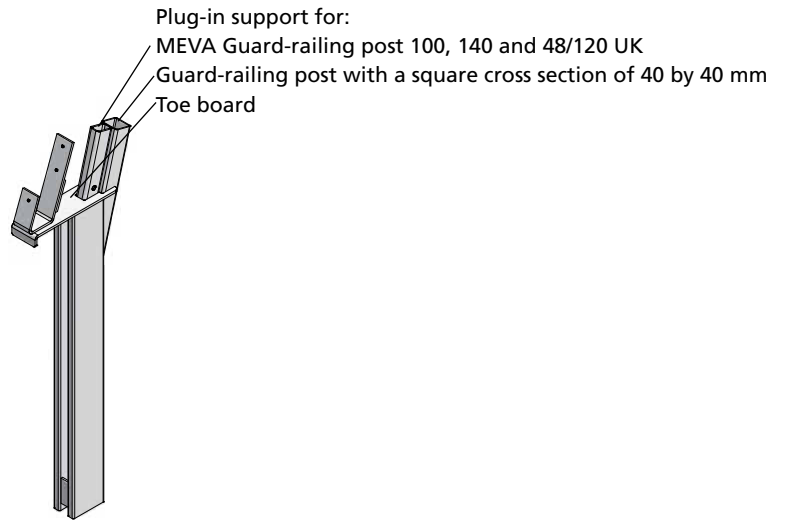 Plug-in support for:
MEVA Guard-railing post 100, 140 and 48/120 UK
Guard-railing post with a square cross section of 40 by 40 mm
Toe board